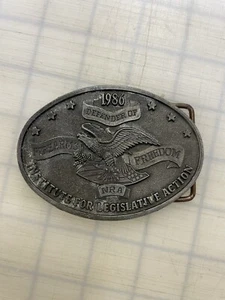 1986
DEFENDER OF
FREEDOM
NRA
INSTITUTE FOR LEGISLATIVE ACTION